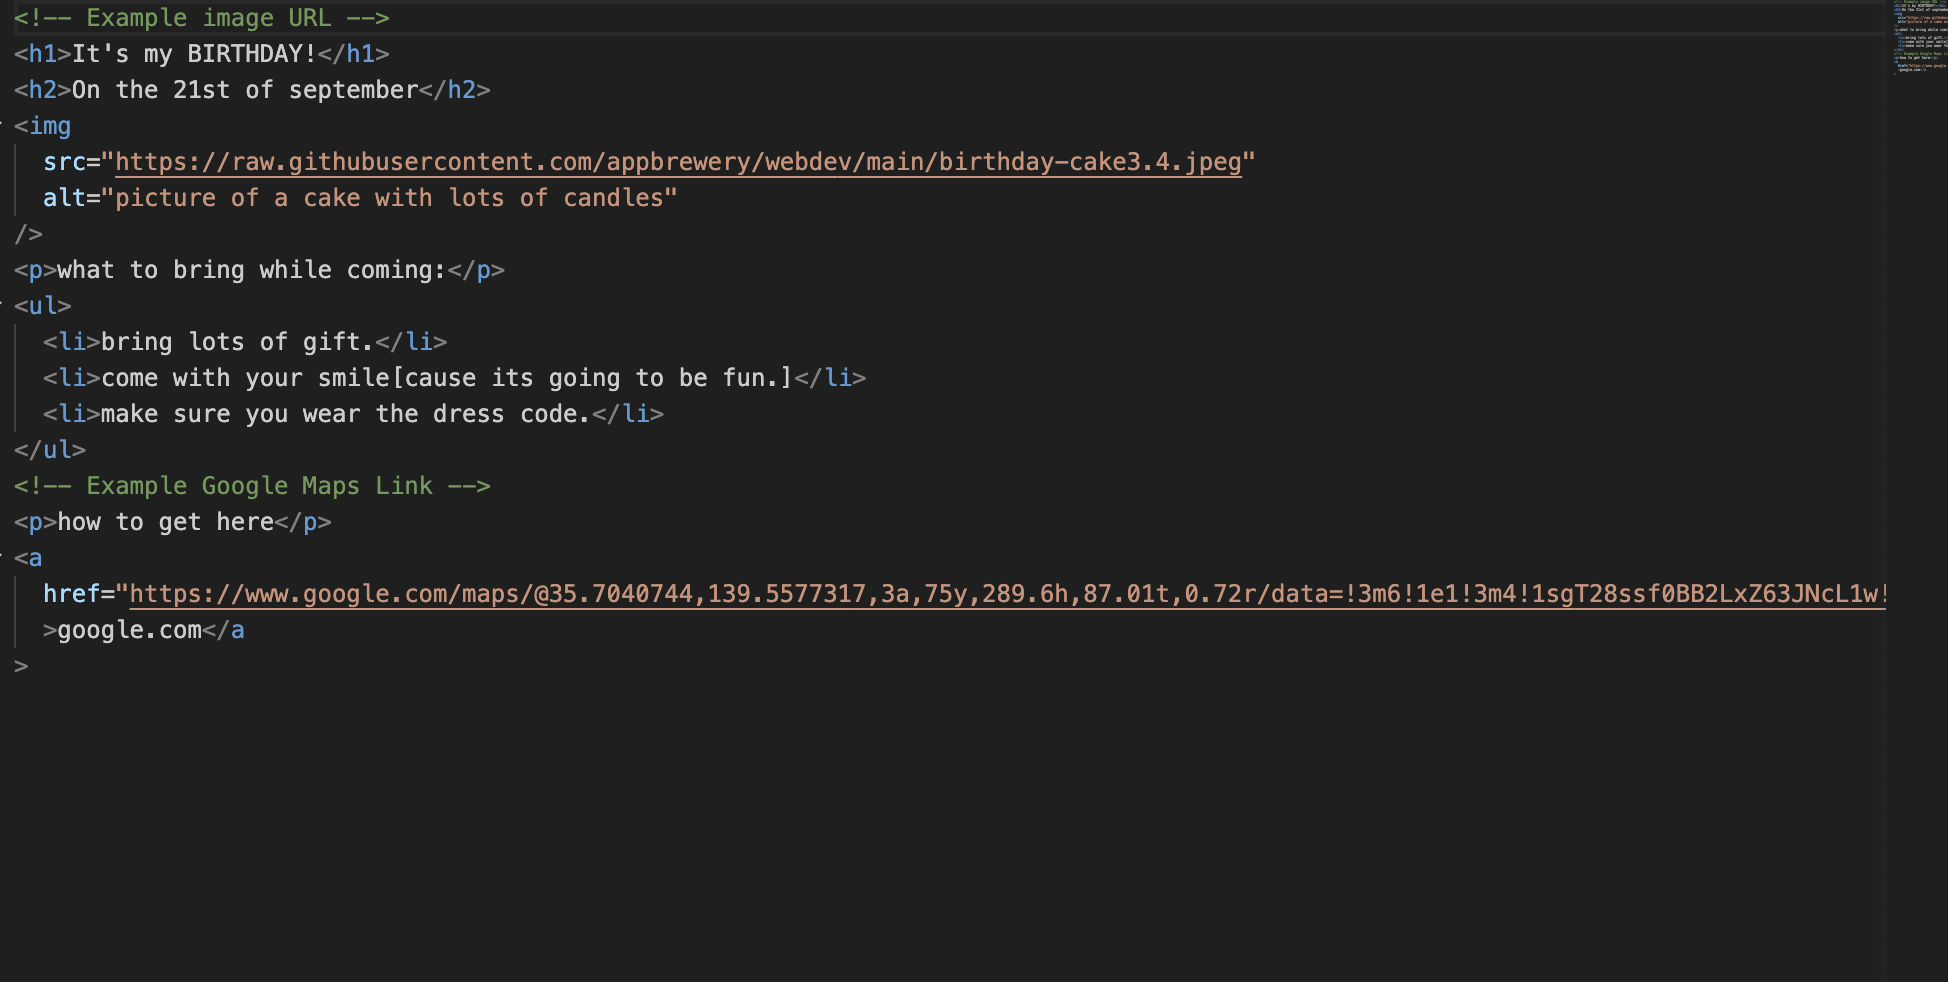 <!-- Example image URL -->
<h1>It's my BIRTHDAY!</h1>
<h2>On the 21st of september</h2>
<img
src="https://raw.githubusercontent.com/appbrewery/webdev/main/birthday-cake3.4.jpeg"
alt="picture of a cake with lots of candles"
/>
<p>what to bring while coming:</p>
<ul>
<li>bring lots of gift.</li>
<li>come with your smile[cause its going to be fun.]</li>
<li>make sure you wear the dress code.</li>
</ul>
<!-- Example Google Maps Link -->
<p>how to get here</p>
<a
href="https://www.google.com/maps/@35.7040744,139.5577317,3a,75y,289.6h,87.01t,0.72r/data=!3m6!1e1!3m4!1sgT28ssf0BB2LxZ63JNcL1w!
>google.com</a
>